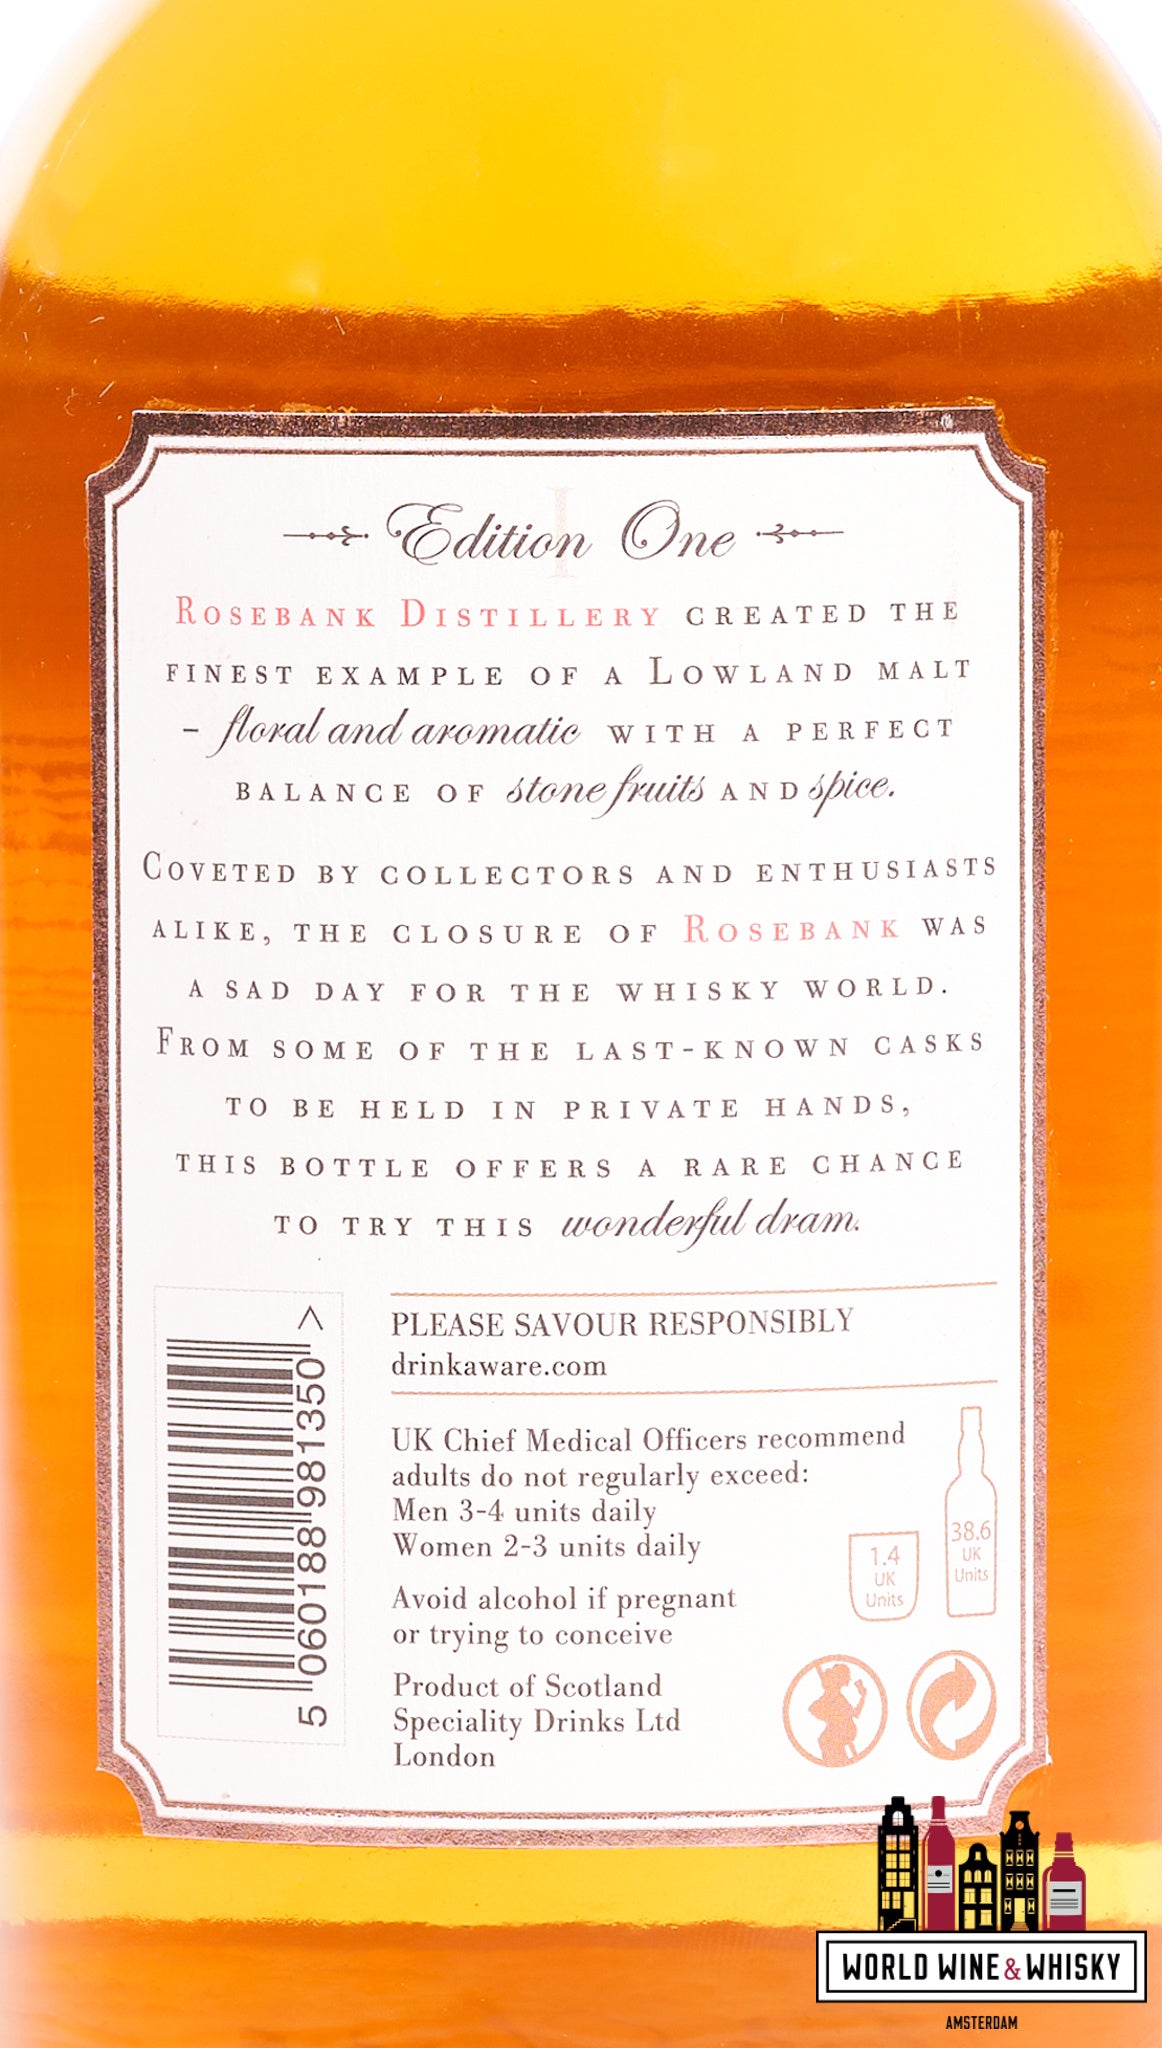 Edition One
ROSEBANK DISTILLERY CREATED THE
FINEST EXAMPLE OF A LOWLAND MALT
– floral and aromatic WITH A PERFECT
BALANCE OF stone fruits AND spice.
COVETED BY COLLECTORS AND ENTHUSIASTS
ALIKE, THE CLOSURE OF ROSEBANK WAS
A SAD DAY FOR THE WHISKY WORLD.
FROM SOME OF THE LAST-KNOWN CASKS
TO BE HELD IN PRIVATE HANDS,
THIS BOTTLE OFFERS A RARE CHANCE
TO TRY THIS wonderful dram.
5 060188 981350 >
PLEASE SAVOUR RESPONSIBLY
drinkaware.com
UK Chief Medical Officers recommend
adults do not regularly exceed:
Men 3-4 units daily
Women 2-3 units daily
1.4
UK
Units
38.6
UK
Units
Avoid alcohol if pregnant
or trying to conceive
Product of Scotland
Speciality Drinks Ltd
London
WORLD WINE & WHISKY
AMSTERDAM